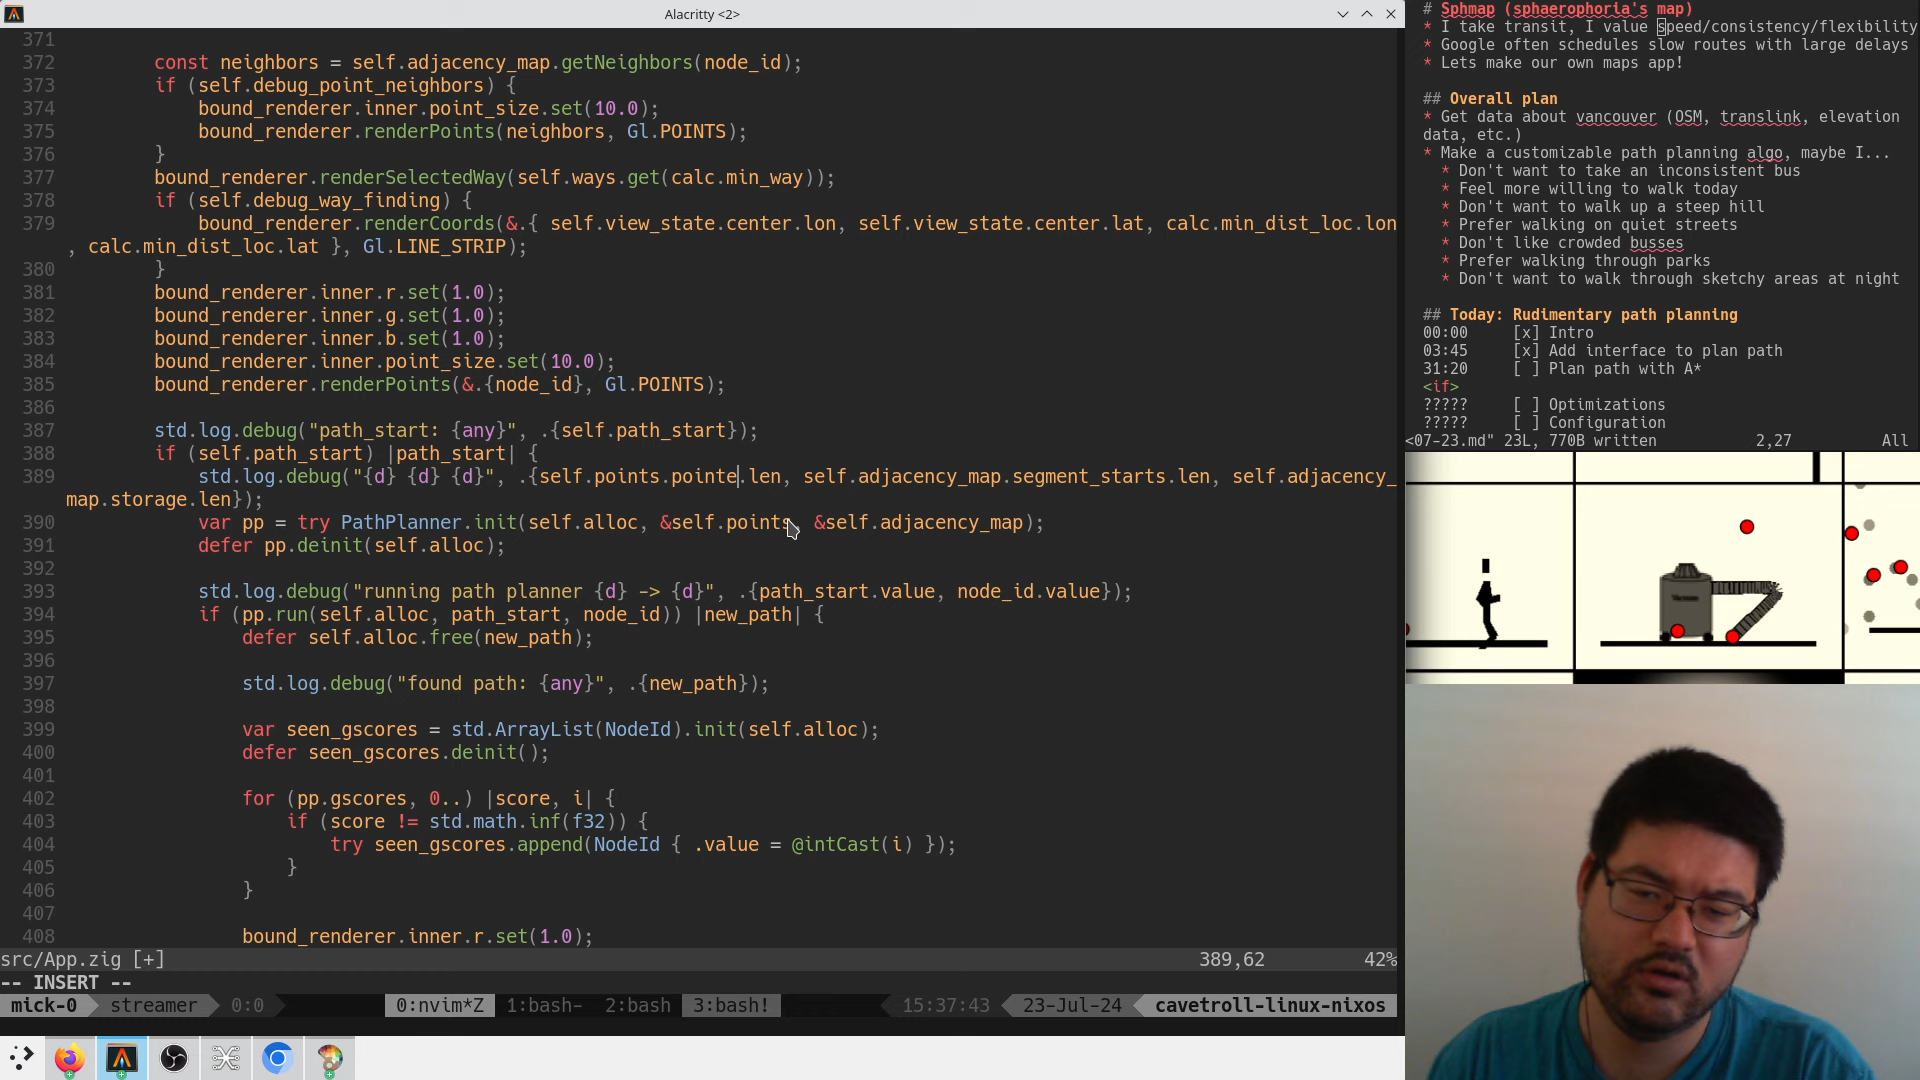 Alacritty <2>
371
372 const neighbors = self.adjacency_map.getNeighbors(node_id);
373 if (self.debug_point_neighbors) {
374 bound_renderer.inner.point_size.set(10.0);
375 bound_renderer.renderPoints(neighbors, Gl.POINTS);
376 }
377 bound_renderer.renderSelectedWay(self.ways.get(calc.min_way));
378 if (self.debug_way_finding) {
379 bound_renderer.renderCoords(&.{ self.view_state.center.lon, self.view_state.center.lat, calc.min_dist_loc.lon
, calc.min_dist_loc.lat }, Gl.LINE_STRIP);
380 }
381 bound_renderer.inner.r.set(1.0);
382 bound_renderer.inner.g.set(1.0);
383 bound_renderer.inner.b.set(1.0);
384 bound_renderer.inner.point_size.set(10.0);
385 bound_renderer.renderPoints(&.{node_id}, Gl.POINTS);
386
387 std.log.debug("path_start: {any}", .{self.path_start});
388 if (self.path_start) |path_start| {
389 std.log.debug("{d} {d} {d}", .{self.points.pointe.len, self.adjacency_map.segment_starts.len, self.adjacency_
map.storage.len});
390 var pp = try PathPlanner.init(self.alloc, &self.points, &self.adjacency_map);
391 defer pp.deinit(self.alloc);
392
393 std.log.debug("running path planner {d} -> {d}", .{path_start.value, node_id.value});
394 if (pp.run(self.alloc, path_start, node_id)) |new_path| {
395 defer self.alloc.free(new_path);
396
397 std.log.debug("found path: {any}", .{new_path});
398
399 var seen_gscores = std.ArrayList(NodeId).init(self.alloc);
400 defer seen_gscores.deinit();
401
402 for (pp.gscores, 0..) |score, i| {
403 if (score != std.math.inf(f32)) {
404 try seen_gscores.append(NodeId { .value = @intCast(i) });
405 }
406 }
407
408 bound_renderer.inner.r.set(1.0);
src/App.zig [+] 389,62 42%
-- INSERT --
mick-0 streamer 0:0 0:nvim*Z 1:bash- 2:bash 3:bash! 15:37:43 23-Jul-24 cavetroll-linux-nixos
# Sphmap (sphaerophoria's map)
* I take transit, I value speed/consistency/flexibility
* Google often schedules slow routes with large delays
* Lets make our own maps app!
## Overall plan
* Get data about vancouver (OSM, translink, elevation
data, etc.)
* Make a customizable path planning algo, maybe I...
* Don't want to take an inconsistent bus
* Feel more willing to walk today
* Don't want to walk up a steep hill
* Prefer walking on quiet streets
* Don't like crowded busses
* Prefer walking through parks
* Don't want to walk through sketchy areas at night
## Today: Rudimentary path planning
00:00 [x] Intro
03:45 [x] Add interface to plan path
31:20 [ ] Plan path with A*
<if>
????? [ ] Optimizations
????? [ ] Configuration
<07-23.md" 23L, 770B written 2,27 All
Vacuum